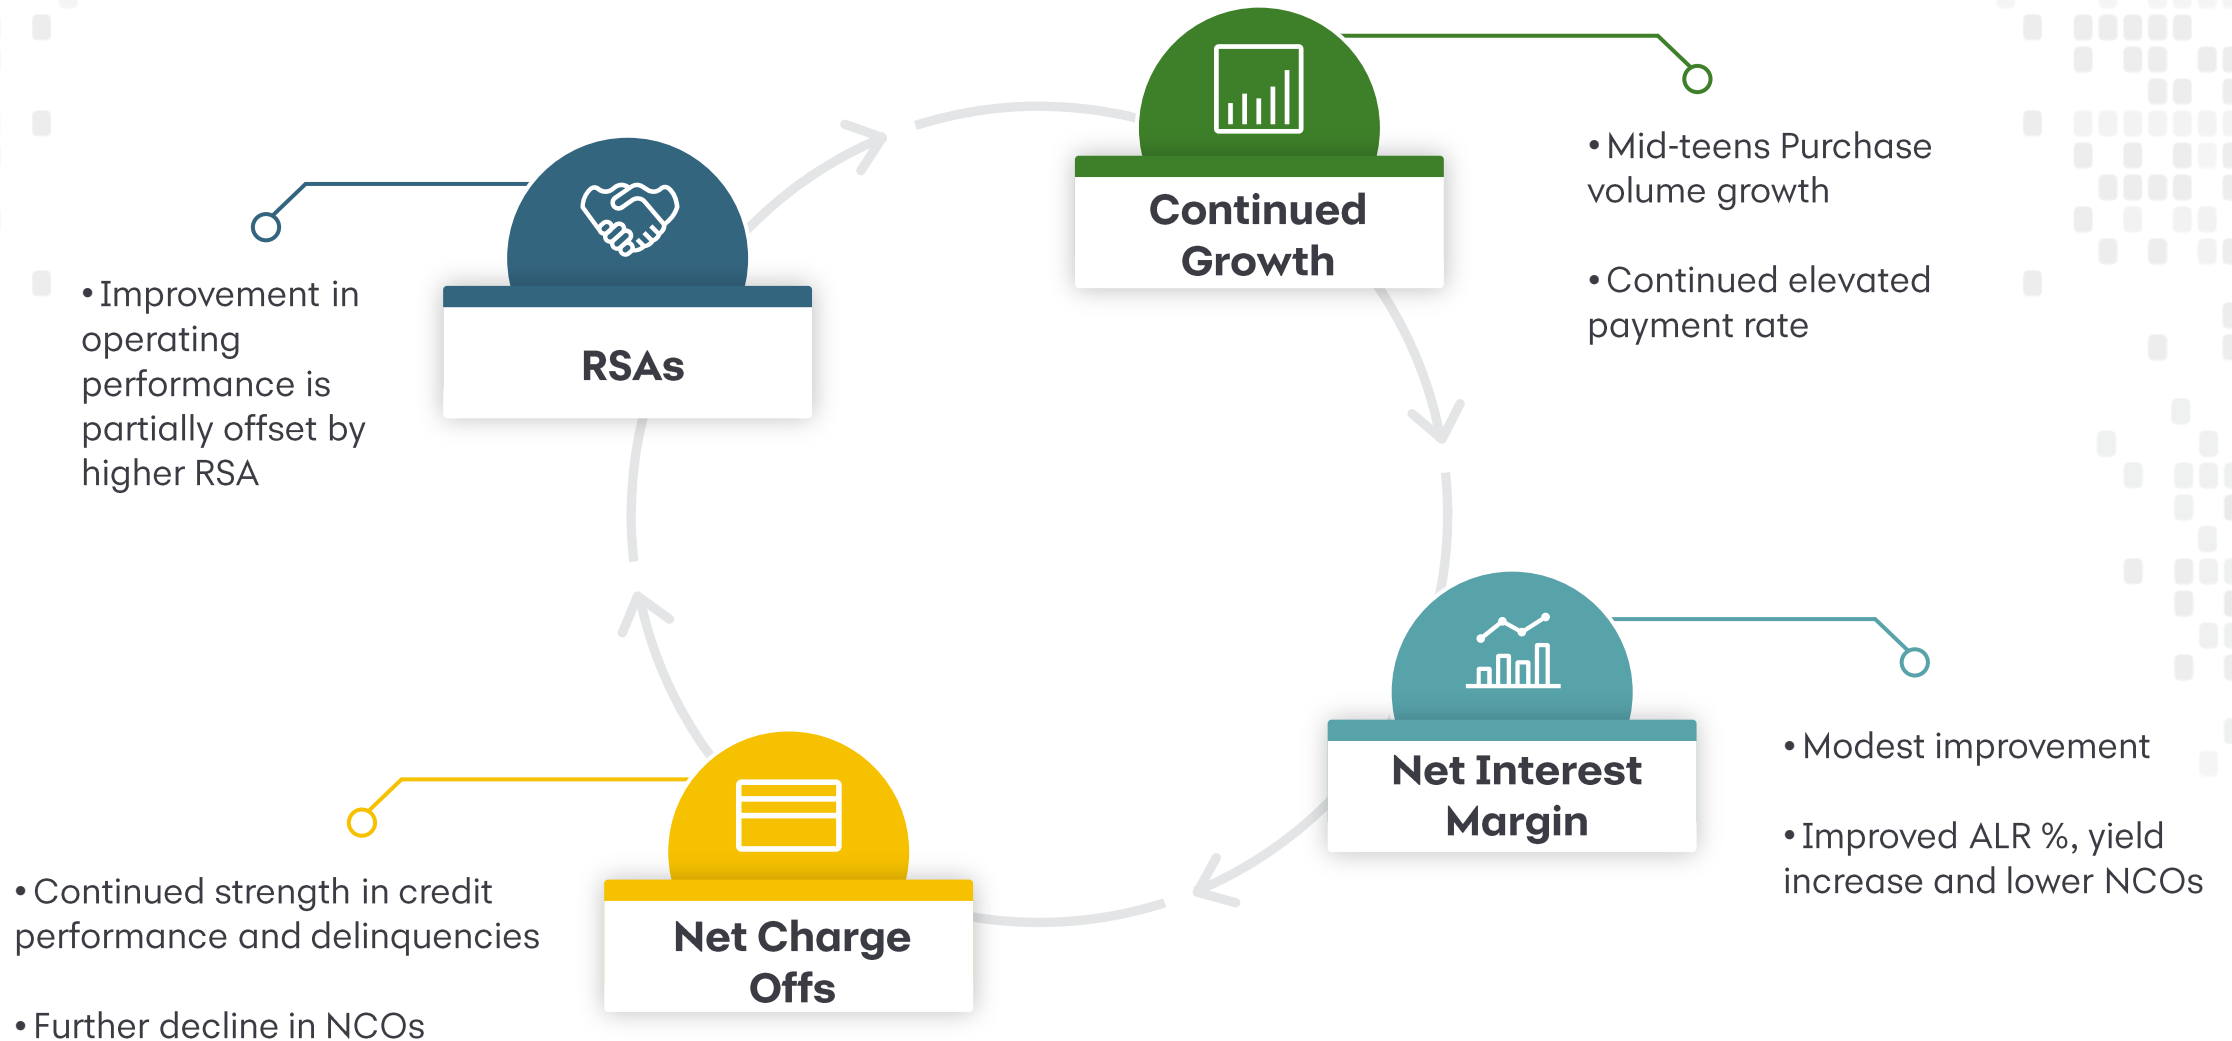 Continued
Growth
• Mid-teens Purchase
volume growth
• Continued elevated
payment rate
RSAs
• Improvement in
operating
performance is
partially offset by
higher RSA
Net Interest
Margin
• Modest improvement
• Improved ALR %, yield
increase and lower NCOs
Net Charge
Offs
• Continued strength in credit
performance and delinquencies
• Further decline in NCOs